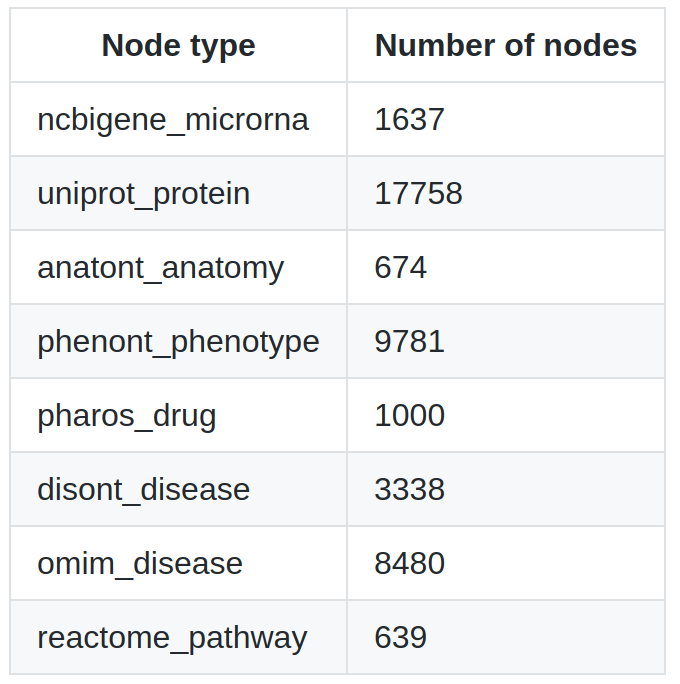 Node type Number of nodes
ncbigene_microrna 1637
uniprot_protein 17758
anatont_anatomy 674
phenont_phenotype 9781
pharos_drug 1000
disont_disease 3338
omim_disease 8480
reactome_pathway 639